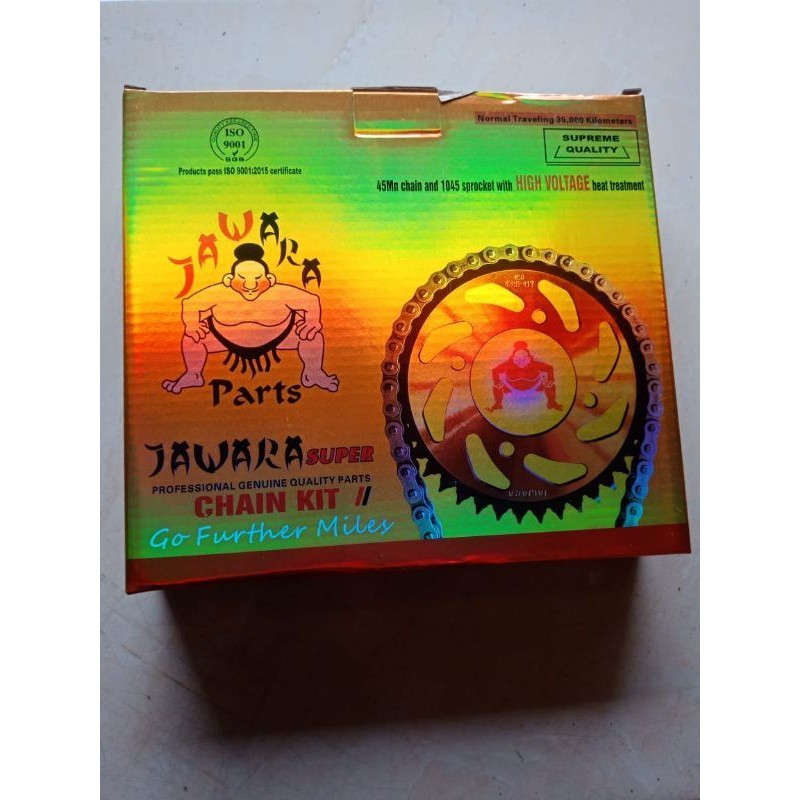 ISO
9001
SGS
Products pass ISO 9001:2015 certificate
Normal Traveling 35,000 Kilometers
SUPREME
QUALITY
45Mn chain and 1045 sprocket with HIGH VOLTAGE heat treatment
JAWARA
Parts
JAWARA SUPER
PROFESSIONAL GENUINE QUALITY PARTS
CHAIN KIT //
Go Further Miles
JAWARA